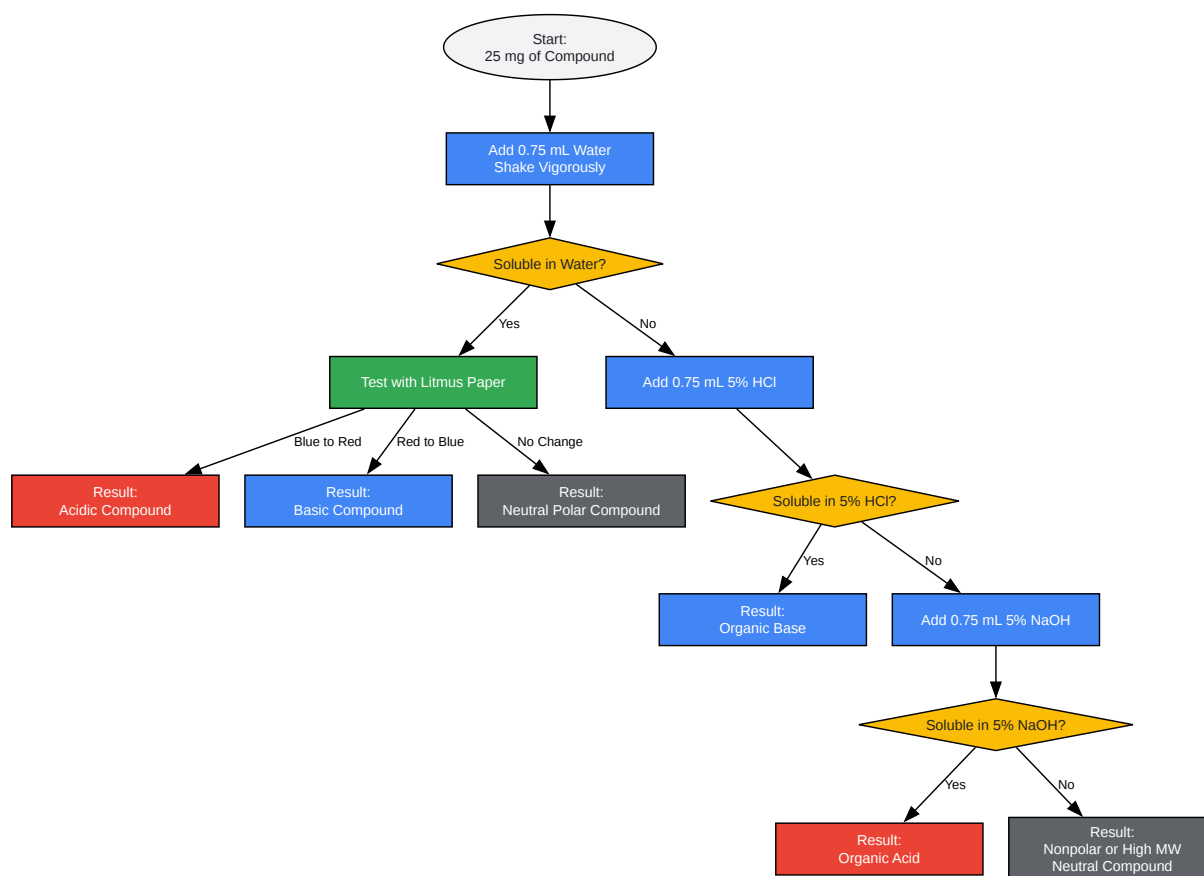 Start:
25 mg of Compound
Add 0.75 mL Water
Shake Vigorously
Soluble in Water?
Yes
No
Test with Litmus Paper
Add 0.75 mL 5% HCl
Blue to Red
Red to Blue
No Change
Result:
Acidic Compound
Result:
Basic Compound
Result:
Neutral Polar Compound
Soluble in 5% HCl?
Yes
No
Result:
Organic Base
Add 0.75 mL 5% NaOH
Soluble in 5% NaOH?
Yes
No
Result:
Organic Acid
Result:
Nonpolar or High MW
Neutral Compound